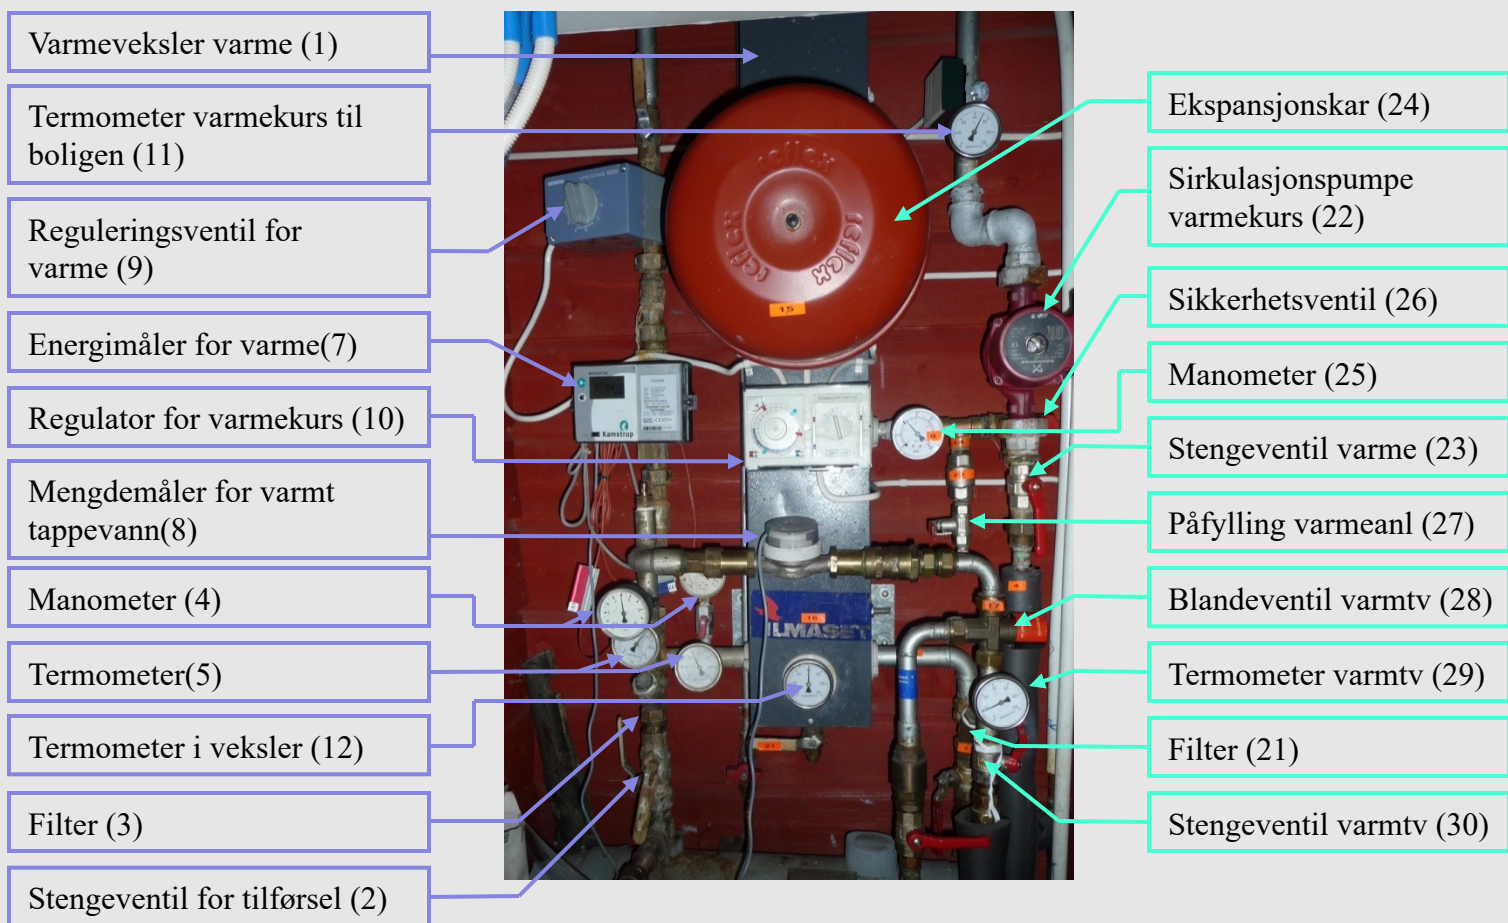 Varmeveksler varme (1)
Termometer varmekurs til
boligen (11)
Reguleringsventil for
varme (9)
Energimåler for varme(7)
Regulator for varmekurs (10)
Mengdemåler for varmt
tappevann(8)
Manometer (4)
Termometer(5)
Termometer i veksler (12)
Filter (3)
Stengeventil for tilførsel (2)
reflex
reflex
reflex
15
Kamstrup
16
ILMASET
Ekspansjonskar (24)
Sirkulasjonspumpe
varmekurs (22)
Sikkerhetsventil (26)
Manometer (25)
Stengeventil varme (23)
Påfylling varmeanl (27)
Blandeventil varmtv (28)
Termometer varmtv (29)
Filter (21)
Stengeventil varmtv (30)